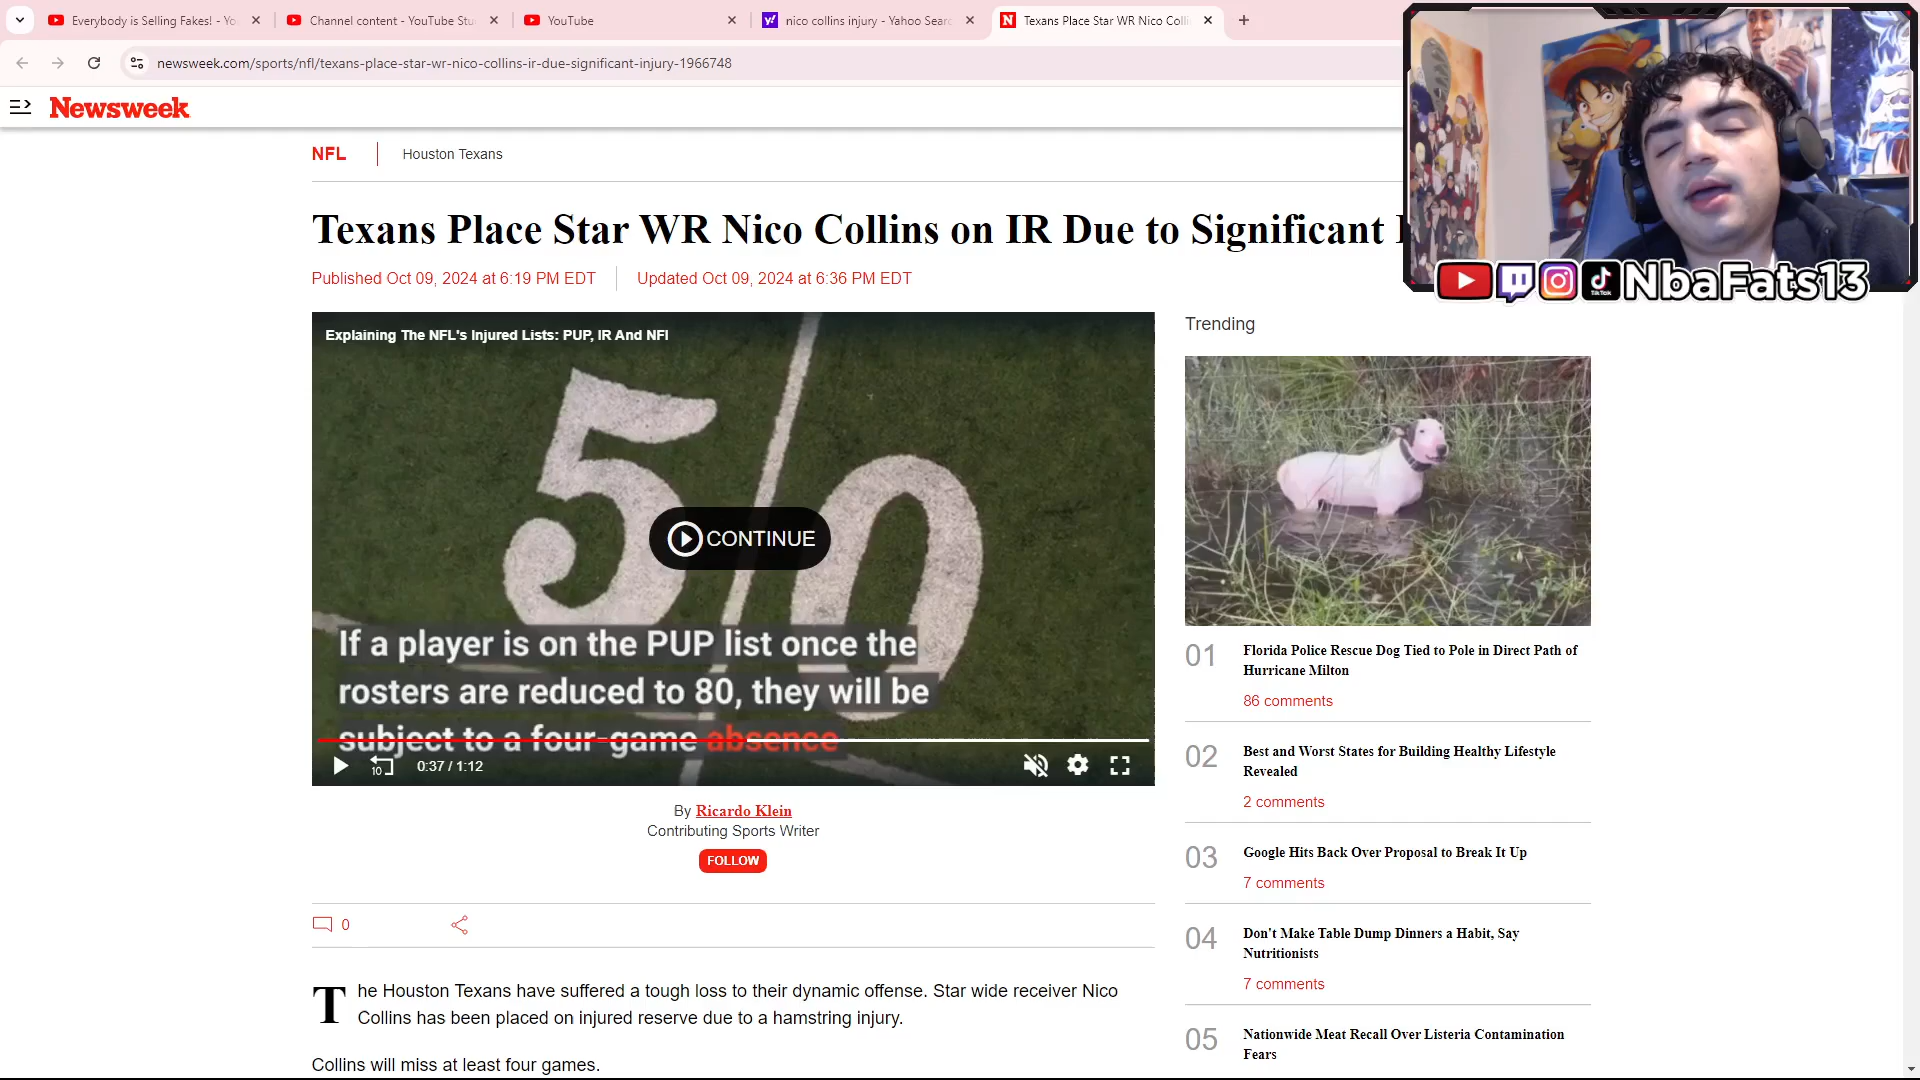 Everybody is Selling Fakes! - Yo
Channel content - YouTube Stu
YouTube
nico collins injury - Yahoo Searc
Texans Place Star WR Nico Colli
newsweek.com/sports/nfl/texans-place-star-wr-nico-collins-ir-due-significant-injury-1966748
Newsweek
NFL
Houston Texans
Texans Place Star WR Nico Collins on IR Due to Significant
Published Oct 09, 2024 at 6:19 PM EDT
Updated Oct 09, 2024 at 6:36 PM EDT
NbaFats13
TikTok
Explaining The NFL's Injured Lists: PUP, IR And NFI
5 0
CONTINUE
If a player is on the PUP list once the
rosters are reduced to 80, they will be
subject to a four-game absence
10
0:37 / 1:12
By Ricardo Klein
Contributing Sports Writer
FOLLOW
0
The Houston Texans have suffered a tough loss to their dynamic offense. Star wide receiver Nico
Collins has been placed on injured reserve due to a hamstring injury.
Collins will miss at least four games.
Trending
01
Florida Police Rescue Dog Tied to Pole in Direct Path of
Hurricane Milton
86 comments
02
Best and Worst States for Building Healthy Lifestyle
Revealed
2 comments
03
Google Hits Back Over Proposal to Break It Up
7 comments
04
Don't Make Table Dump Dinners a Habit, Say
Nutritionists
7 comments
05
Nationwide Meat Recall Over Listeria Contamination
Fears